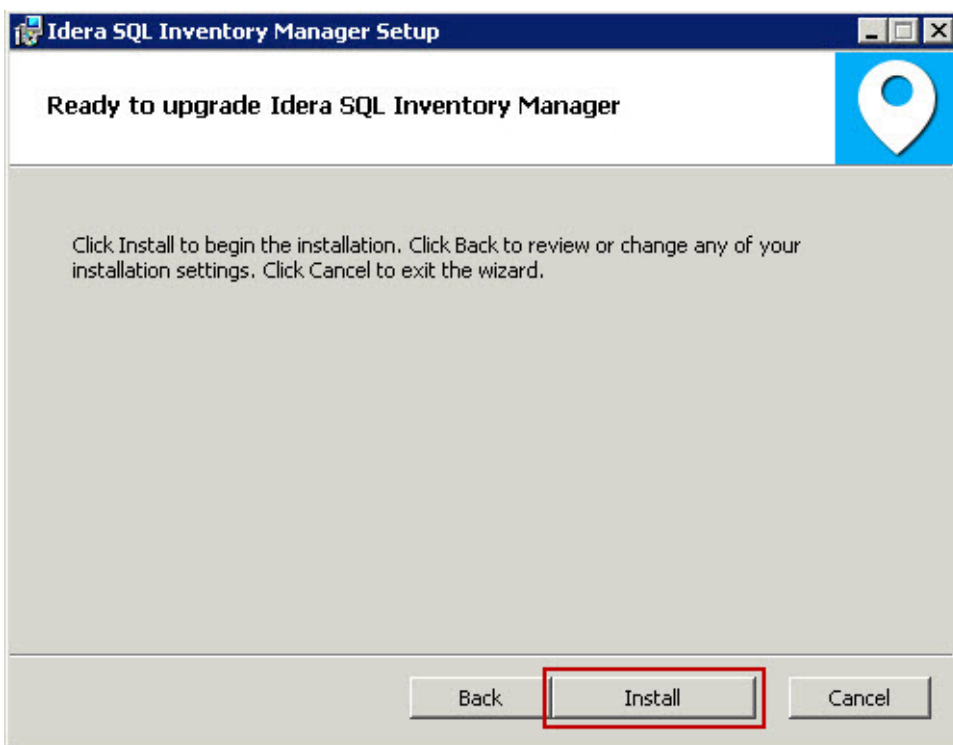 Idera SQL Inventory Manager Setup
Ready to upgrade Idera SQL Inventory Manager
Click Install to begin the installation. Click Back to review or change any of your
installation settings. Click Cancel to exit the wizard.
Back Install Cancel